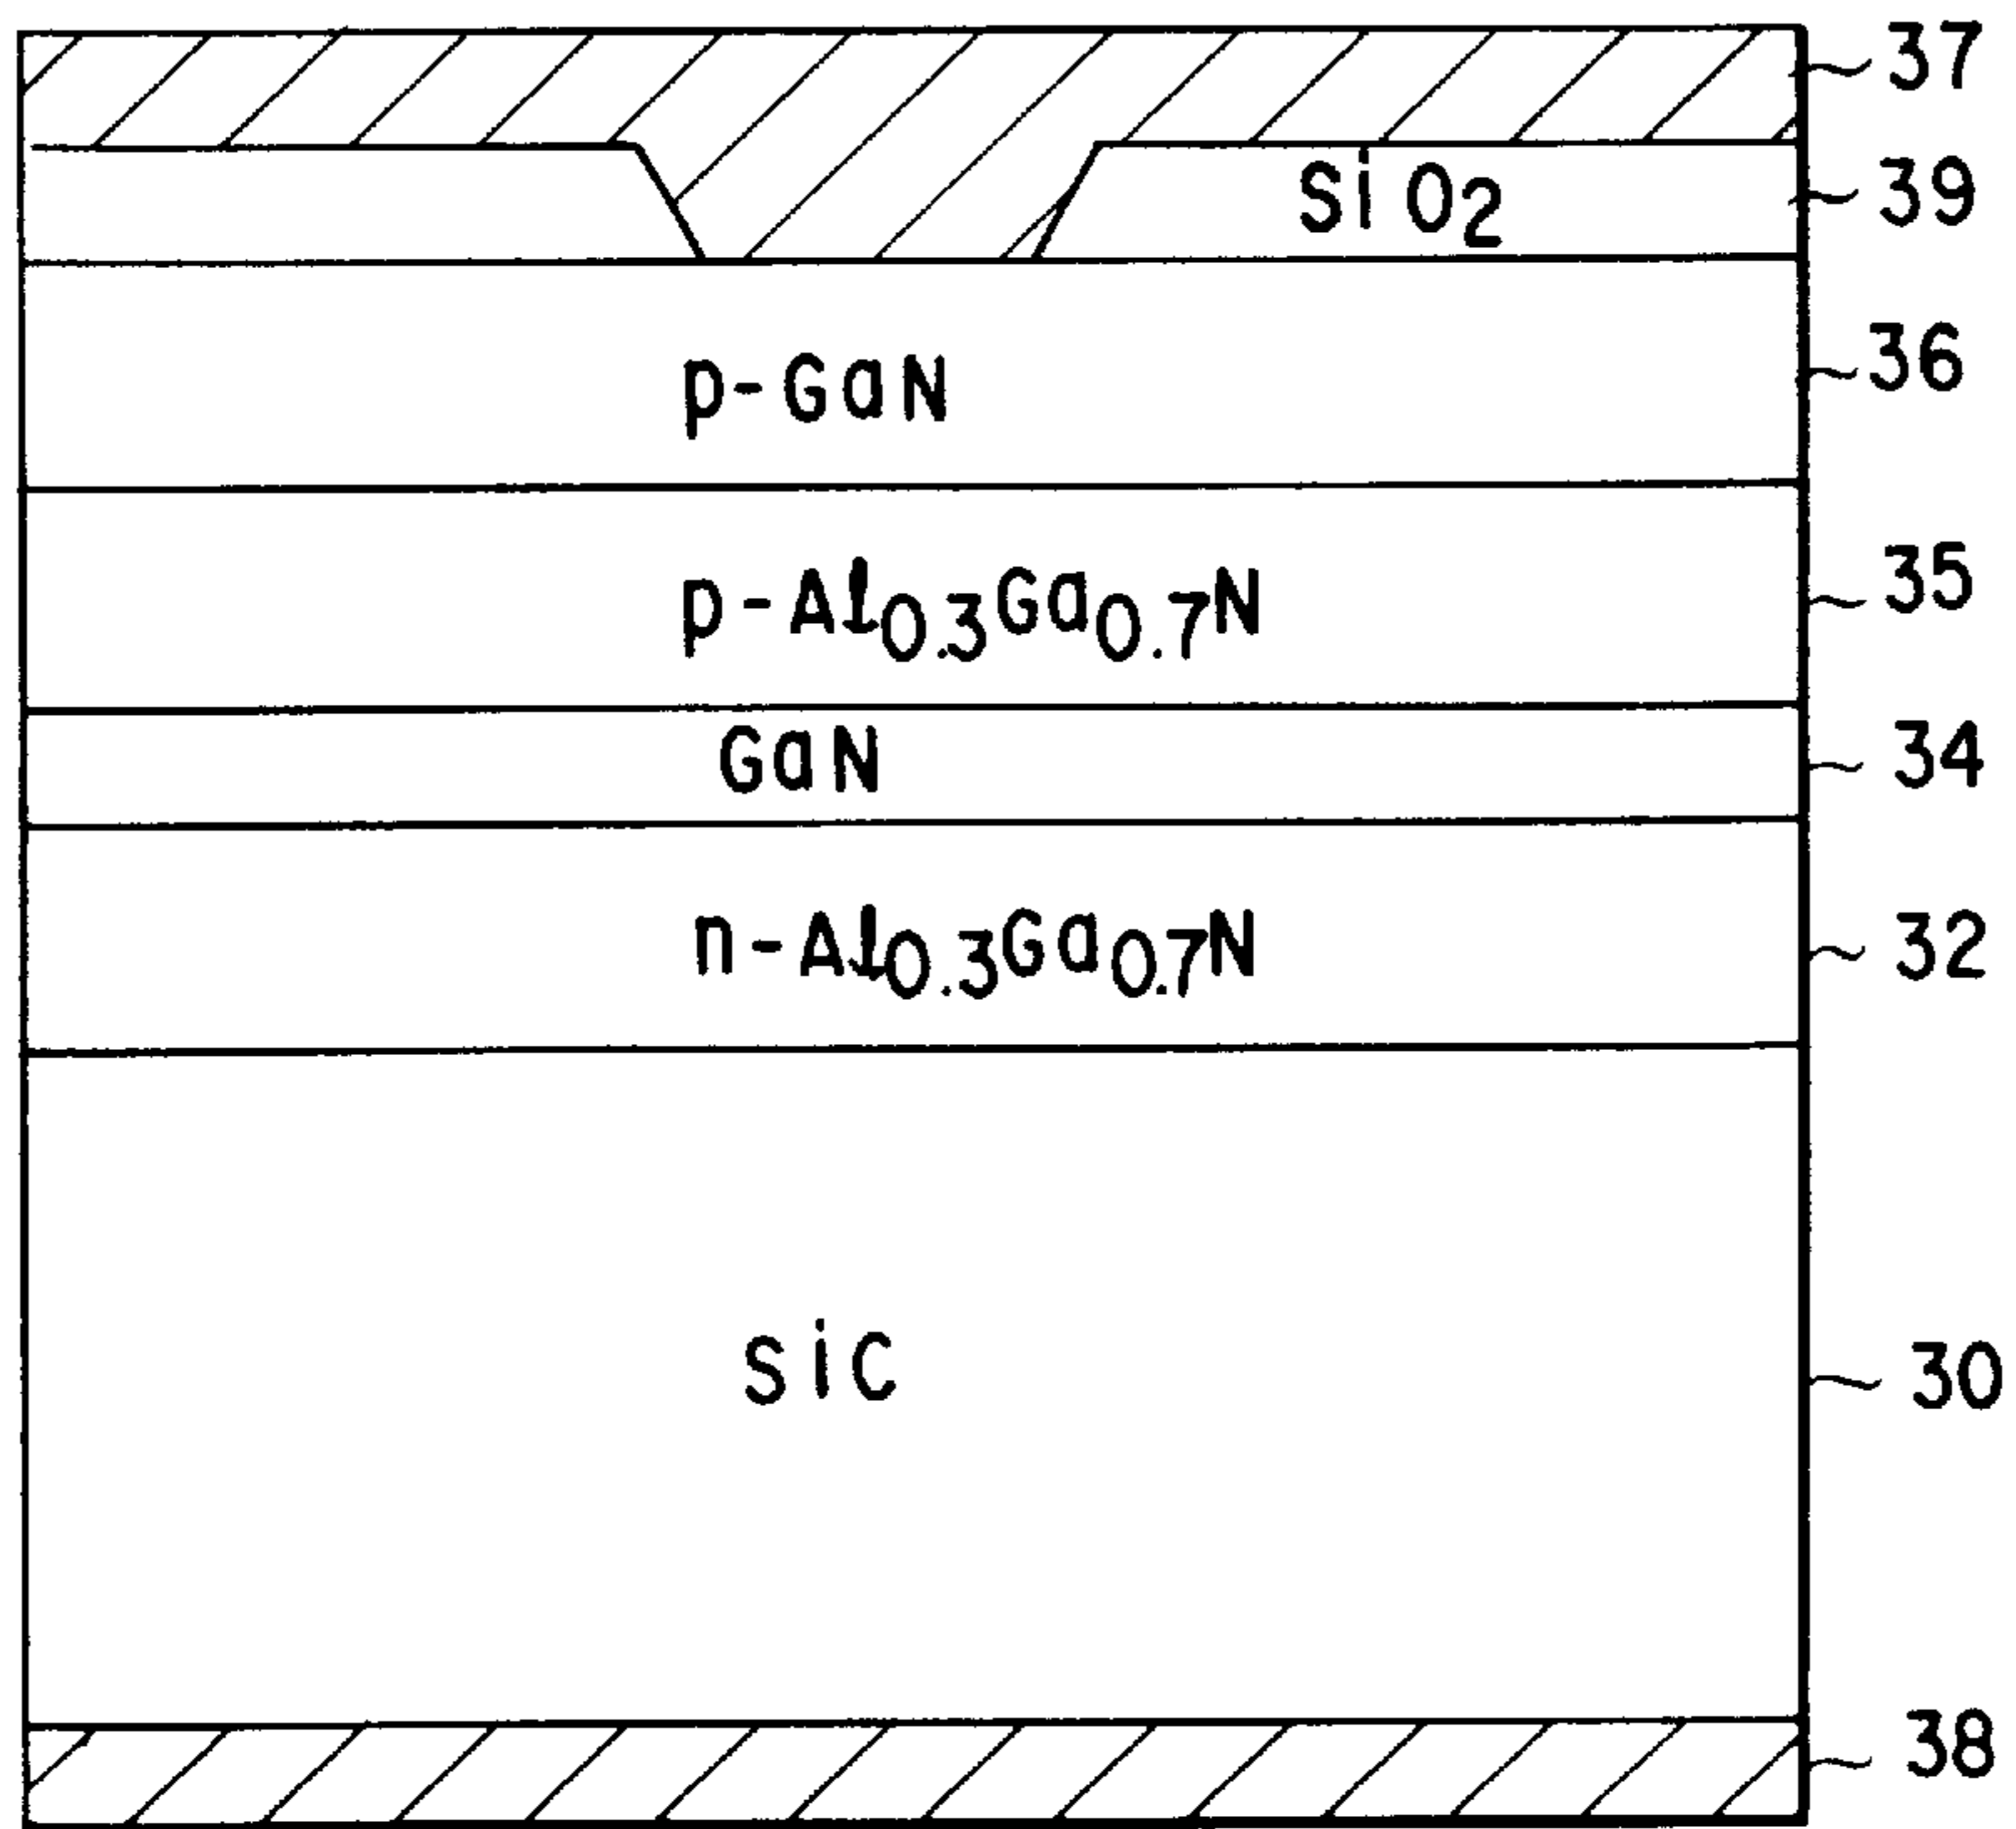 37
SiO2 39
p-GaN 36
p-Al0.3Ga0.7N 35
GaN 34
n-Al0.3Ga0.7N 32
SiC 30
38